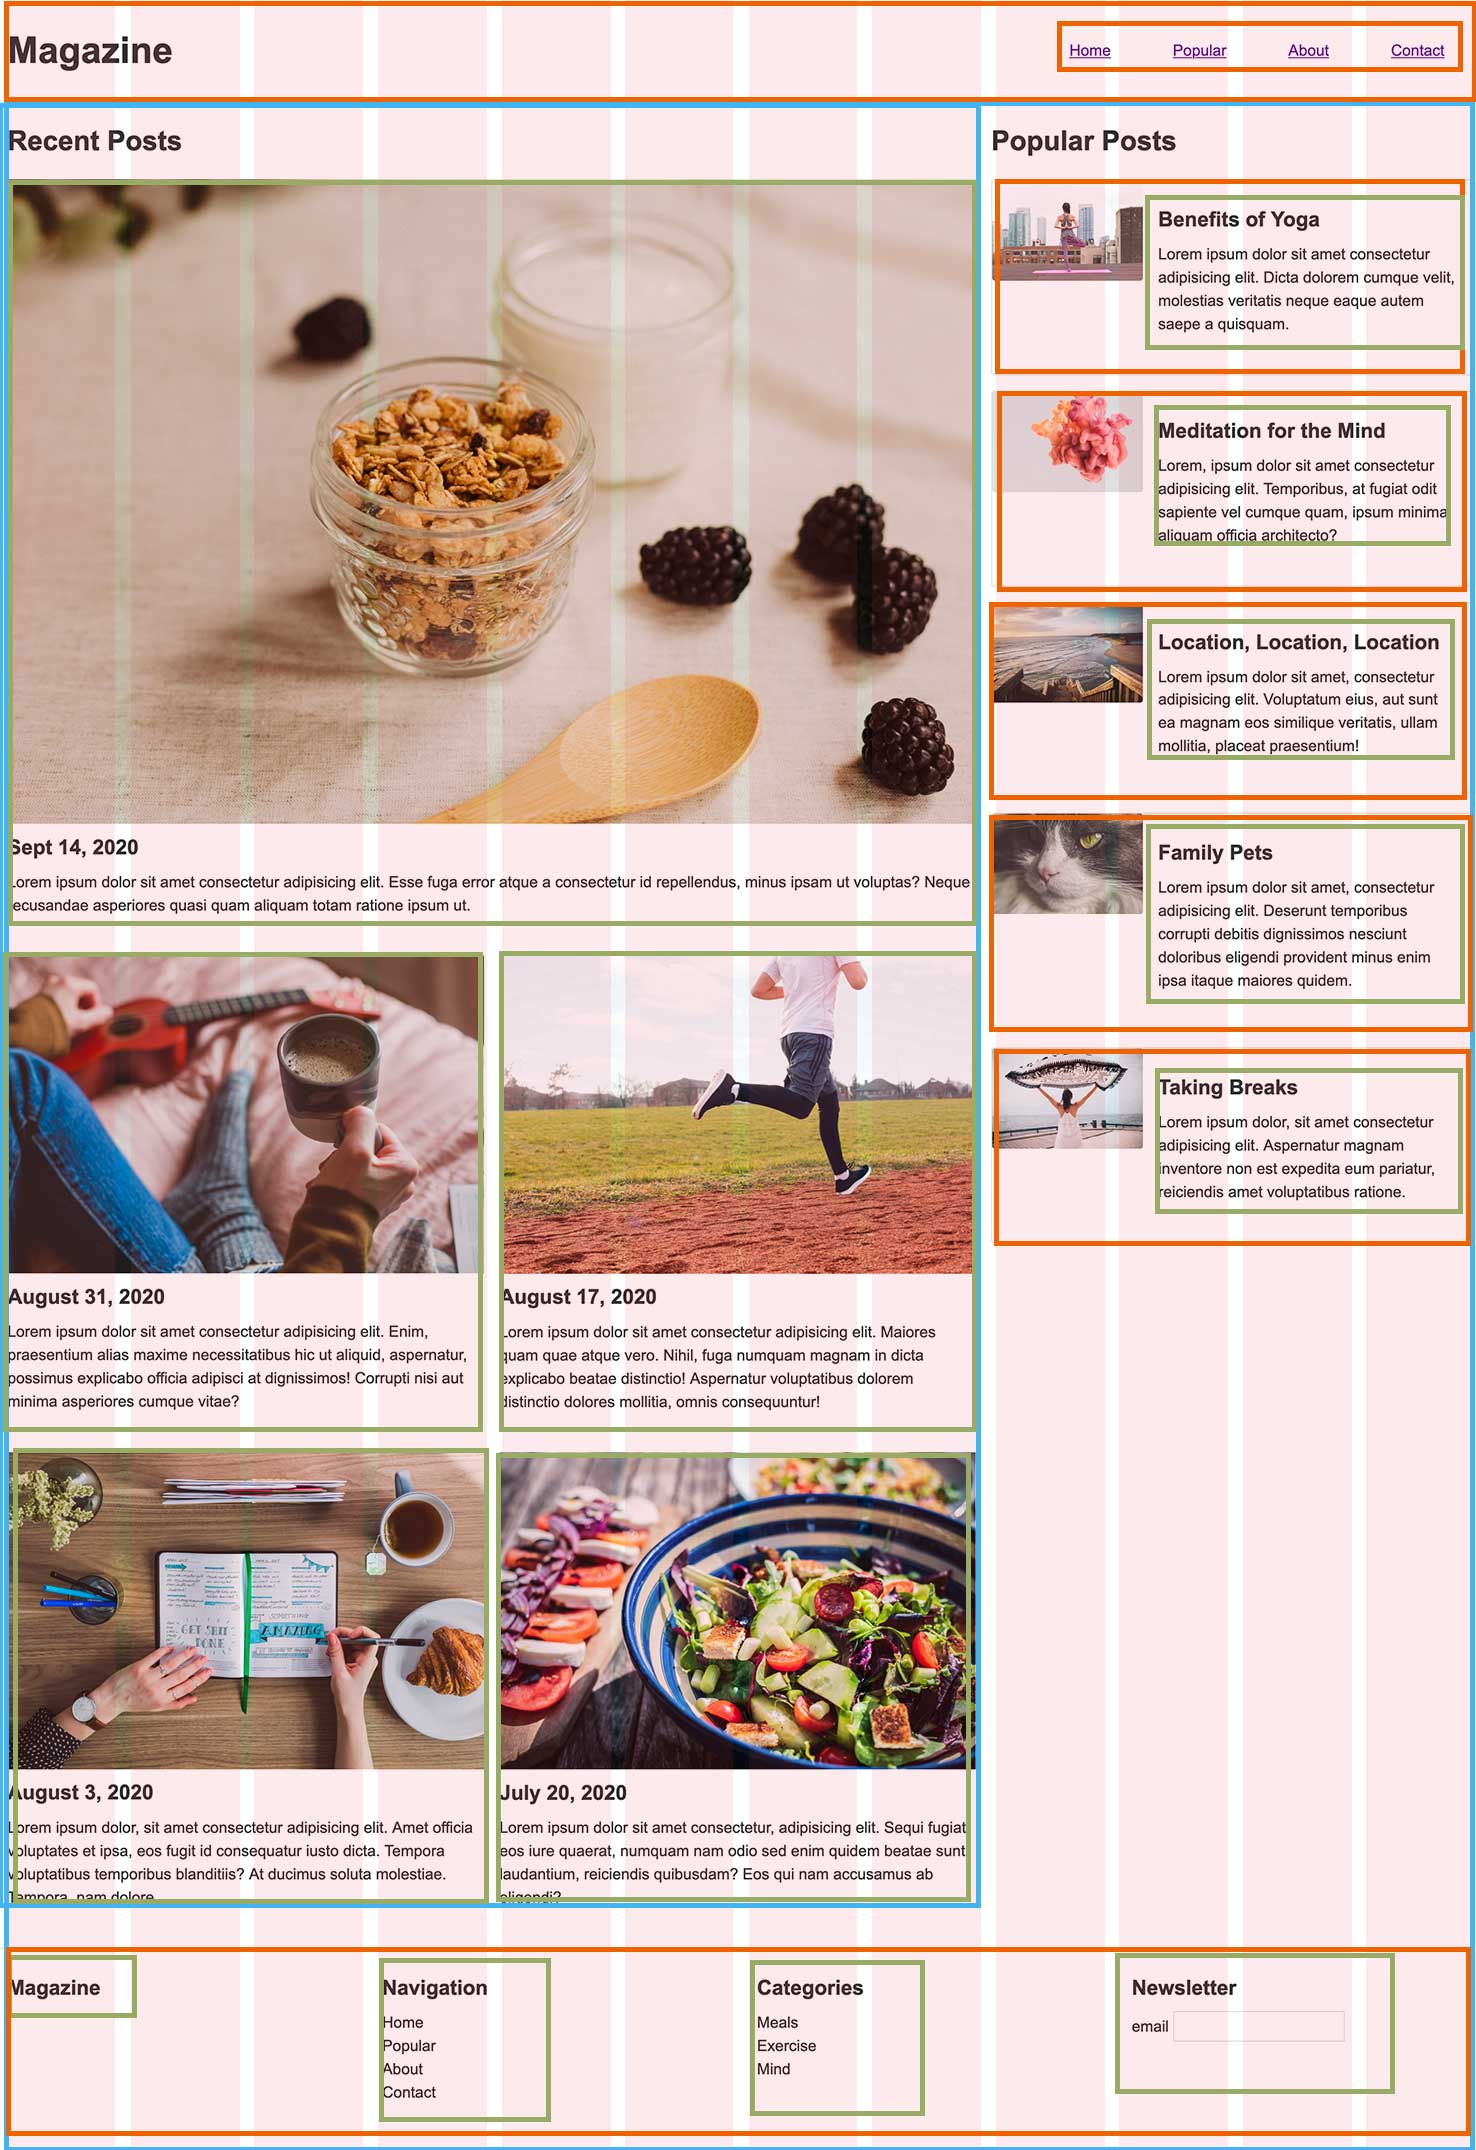 Magazine
Home Popular About Contact
Recent Posts
Sept 14, 2020
Lorem ipsum dolor sit amet consectetur adipisicing elit. Esse fuga error atque a consectetur id repellendus, minus ipsam ut voluptas? Neque
recusandae asperiores quasi quam aliquam totam ratione ipsum ut.
August 31, 2020
Lorem ipsum dolor sit amet consectetur adipisicing elit. Enim,
praesentium alias maxime necessitatibus hic ut aliquid, aspernatur,
possimus explicabo officia adipisci at dignissimos! Corrupti nisi aut
minima asperiores cumque vitae?
August 17, 2020
Lorem ipsum dolor sit amet consectetur adipisicing elit. Maiores
quam quae atque vero. Nihil, fuga numquam magnam in dicta
explicabo beatae distinctio! Aspernatur voluptatibus dolorem
distinctio dolores mollitia, omnis consequuntur!
SOMETHING
GET SHIT AMAZING
DONE
August 3, 2020
Lorem ipsum dolor, sit amet consectetur adipisicing elit. Amet officia
voluptates et ipsa, eos fugit id consequatur iusto dicta. Tempora
voluptatibus temporibus blanditiis? At ducimus soluta molestiae.
Tempora, nam dolore
July 20, 2020
Lorem ipsum dolor sit amet consectetur, adipisicing elit. Sequi fugiat
eos iure quaerat, numquam nam odio sed enim quidem beatae sunt
laudantium, reiciendis quibusdam? Eos qui nam accusamus ab
eligendi?
Popular Posts
Benefits of Yoga
Lorem ipsum dolor sit amet consectetur
adipisicing elit. Dicta dolorem cumque velit,
molestias veritatis neque eaque autem
saepe a quisquam.
Meditation for the Mind
Lorem, ipsum dolor sit amet consectetur
adipisicing elit. Temporibus, at fugiat odit
sapiente vel cumque quam, ipsum minima
aliquam officia architecto?
Location, Location, Location
Lorem ipsum dolor sit amet, consectetur
adipisicing elit. Voluptatum eius, aut sunt
ea magnam eos similique veritatis, ullam
mollitia, placeat praesentium!
Family Pets
Lorem ipsum dolor sit amet, consectetur
adipisicing elit. Deserunt temporibus
corrupti debitis dignissimos nesciunt
doloribus eligendi provident minus enim
ipsa itaque maiores quidem.
Taking Breaks
Lorem ipsum dolor, sit amet consectetur
adipisicing elit. Aspernatur magnam
inventore non est expedita eum pariatur,
reiciendis amet voluptatibus ratione.
Magazine
Navigation
Home
Popular
About
Contact
Categories
Meals
Exercise
Mind
Newsletter
email